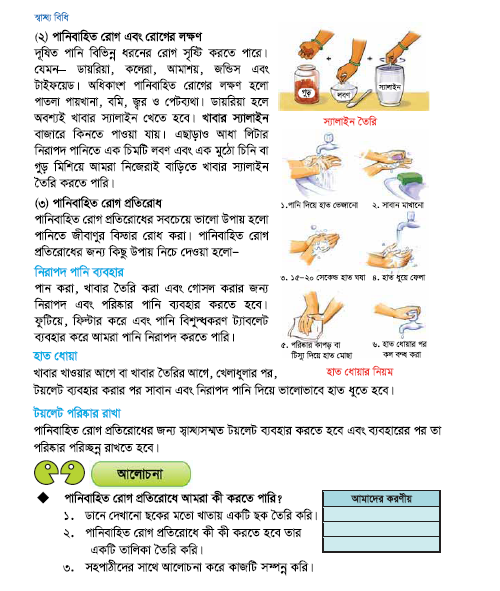 স্বাস্থ্য বিধি
(২) পানিবাহিত রোগ এবং রোগের লক্ষণ
দূষিত পানি বিভিন্ন ধরনের রোগ সৃষ্টি করতে পারে।
যেমন– ডায়রিয়া, কলেরা, আমাশয়, জন্ডিস এবং
টাইফয়েড। অধিকাংশ পানিবাহিত রোগের লক্ষণ হলো
পাতলা পায়খানা, বমি, জ্বর ও পেটব্যথা। ডায়রিয়া হলে
অবশ্যই খাবার স্যালাইন খেতে হবে। খাবার স্যালাইন
বাজারে কিনতে পাওয়া যায়। এছাড়াও আধা লিটার
নিরাপদ পানিতে এক চিমটি লবণ এবং এক মুঠো চিনি বা
গুড় মিশিয়ে আমরা নিজেরাই বাড়িতে খাবার স্যালাইন
তৈরি করতে পারি।
গুড়
লবণ
স্যালাইন
স্যালাইন তৈরি
(৩) পানিবাহিত রোগ প্রতিরোধ
পানিবাহিত রোগ প্রতিরোধের সবচেয়ে ভালো উপায় হলো
পানিতে জীবাণুর বিস্তার রোধ করা। পানিবাহিত রোগ
প্রতিরোধের জন্য কিছু উপায় নিচে দেওয়া হলো–
নিরাপদ পানি ব্যবহার
পান করা, খাবার তৈরি করা এবং গোসল করার জন্য
নিরাপদ এবং পরিষ্কার পানি ব্যবহার করতে হবে।
ফুটিয়ে, ফিল্টার করে এবং পানি বিশুদ্ধকরণ ট্যাবলেট
ব্যবহার করে আমরা পানি নিরাপদ করতে পারি।
১.পানি দিয়ে হাত ভেজানো
২. সাবান মাখানো
৩. ১৫-২০ সেকেন্ড হাত ঘষা
৪. হাত ধুয়ে ফেলা
৫. পরিষ্কার কাপড় বা
টিস্যু দিয়ে হাত মোছা
৬. হাত ধোয়ার পর
কল বন্ধ করা
হাত ধোয়ার নিয়ম
হাত ধোয়া
খাবার খাওয়ার আগে বা খাবার তৈরির আগে, খেলাধুলার পর,
টয়লেট ব্যবহার করার পর সাবান এবং নিরাপদ পানি দিয়ে ভালোভাবে হাত ধুতে হবে।
টয়লেট পরিষ্কার রাখা
পানিবাহিত রোগ প্রতিরোধের জন্য স্বাস্থ্যসম্মত টয়লেট ব্যবহার করতে হবে এবং ব্যবহারের পর তা
পরিষ্কার পরিচ্ছন্ন রাখতে হবে।
আলোচনা
◆ পানিবাহিত রোগ প্রতিরোধে আমরা কী করতে পারি?
১. ডানে দেখানো ছকের মতো খাতায় একটি ছক তৈরি করি।
২. পানিবাহিত রোগ প্রতিরোধে কী কী করতে হবে তার
একটি তালিকা তৈরি করি।
৩. সহপাঠীদের সাথে আলোচনা করে কাজটি সম্পন্ন করি।
আমাদের করণীয়